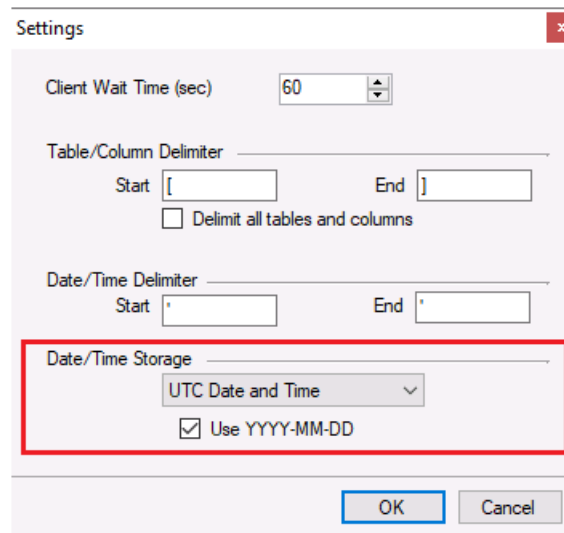 Settings
Client Wait Time (sec) 60
Table/Column Delimiter
Start [ End ]
Delimit all tables and columns
Date/Time Delimiter
Start ' End '
Date/Time Storage
UTC Date and Time
Use YYYY-MM-DD
OK Cancel